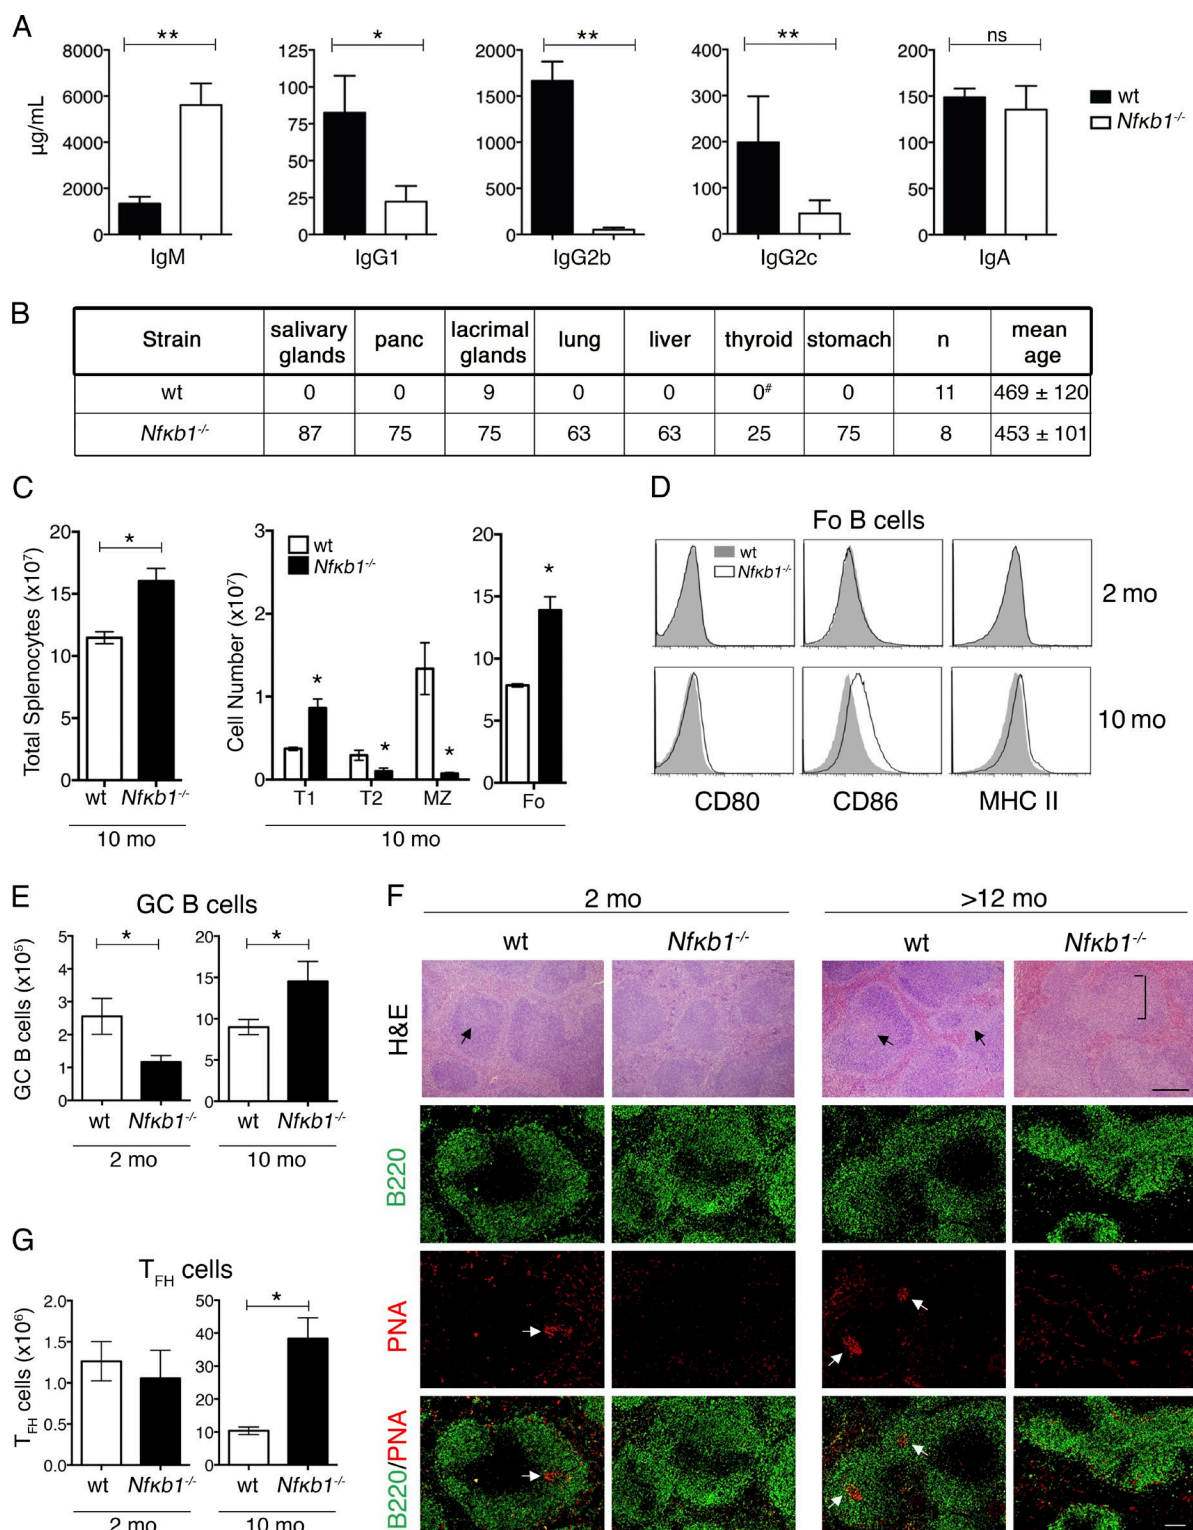 A
** * ** ** ns
8000 125 2000 400 200
6000 100 1500 300 150
4000 75 1000 200 100
2000 50 500 100 50
0 25 0 0 0
0
µg/mL
IgM IgG1 IgG2b IgG2c IgA
wt
Nfκb1-/-
B
Strain salivary glands panc lacrimal glands lung liver thyroid stomach n mean age
wt 0 0 9 0 0 0# 0 11 469 ± 120
Nfκb1-/- 87 75 75 63 63 25 75 8 453 ± 101
C
Total Splenocytes (x10⁷)
20
15
10
5
0
*
wt Nfκb1-/-
10 mo
Cell Number (x10⁷)
3
2
1
0
wt
Nfκb1-/-
* * *
T1 T2 MZ
20
15
10
5
0
*
Fo
10 mo
D
Fo B cells
wt
Nfκb1-/-
2 mo
10 mo
CD80 CD86 MHC II
E
GC B cells
GC B cells (x10⁵)
5
3
2
1
0
*
wt Nfκb1-/-
2 mo
20
15
10
5
0
*
wt Nfκb1-/-
10 mo
F
2 mo >12 mo
wt Nfκb1-/- wt Nfκb1-/-
H&E
B220
PNA
B220/PNA
G
TFH cells
TFH cells (x10⁶)
2.0
1.5
1.0
0.5
0.0
wt Nfκb1-/-
2 mo
50
40
30
20
10
0
*
wt Nfκb1-/-
10 mo